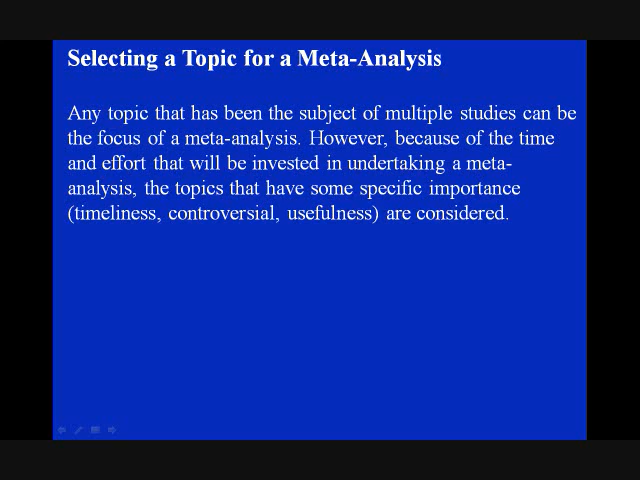 Selecting a Topic for a Meta-Analysis
Any topic that has been the subject of multiple studies can be
the focus of a meta-analysis. However, because of the time
and effort that will be invested in undertaking a meta-
analysis, the topics that have some specific importance
(timeliness, controversial, usefulness) are considered.